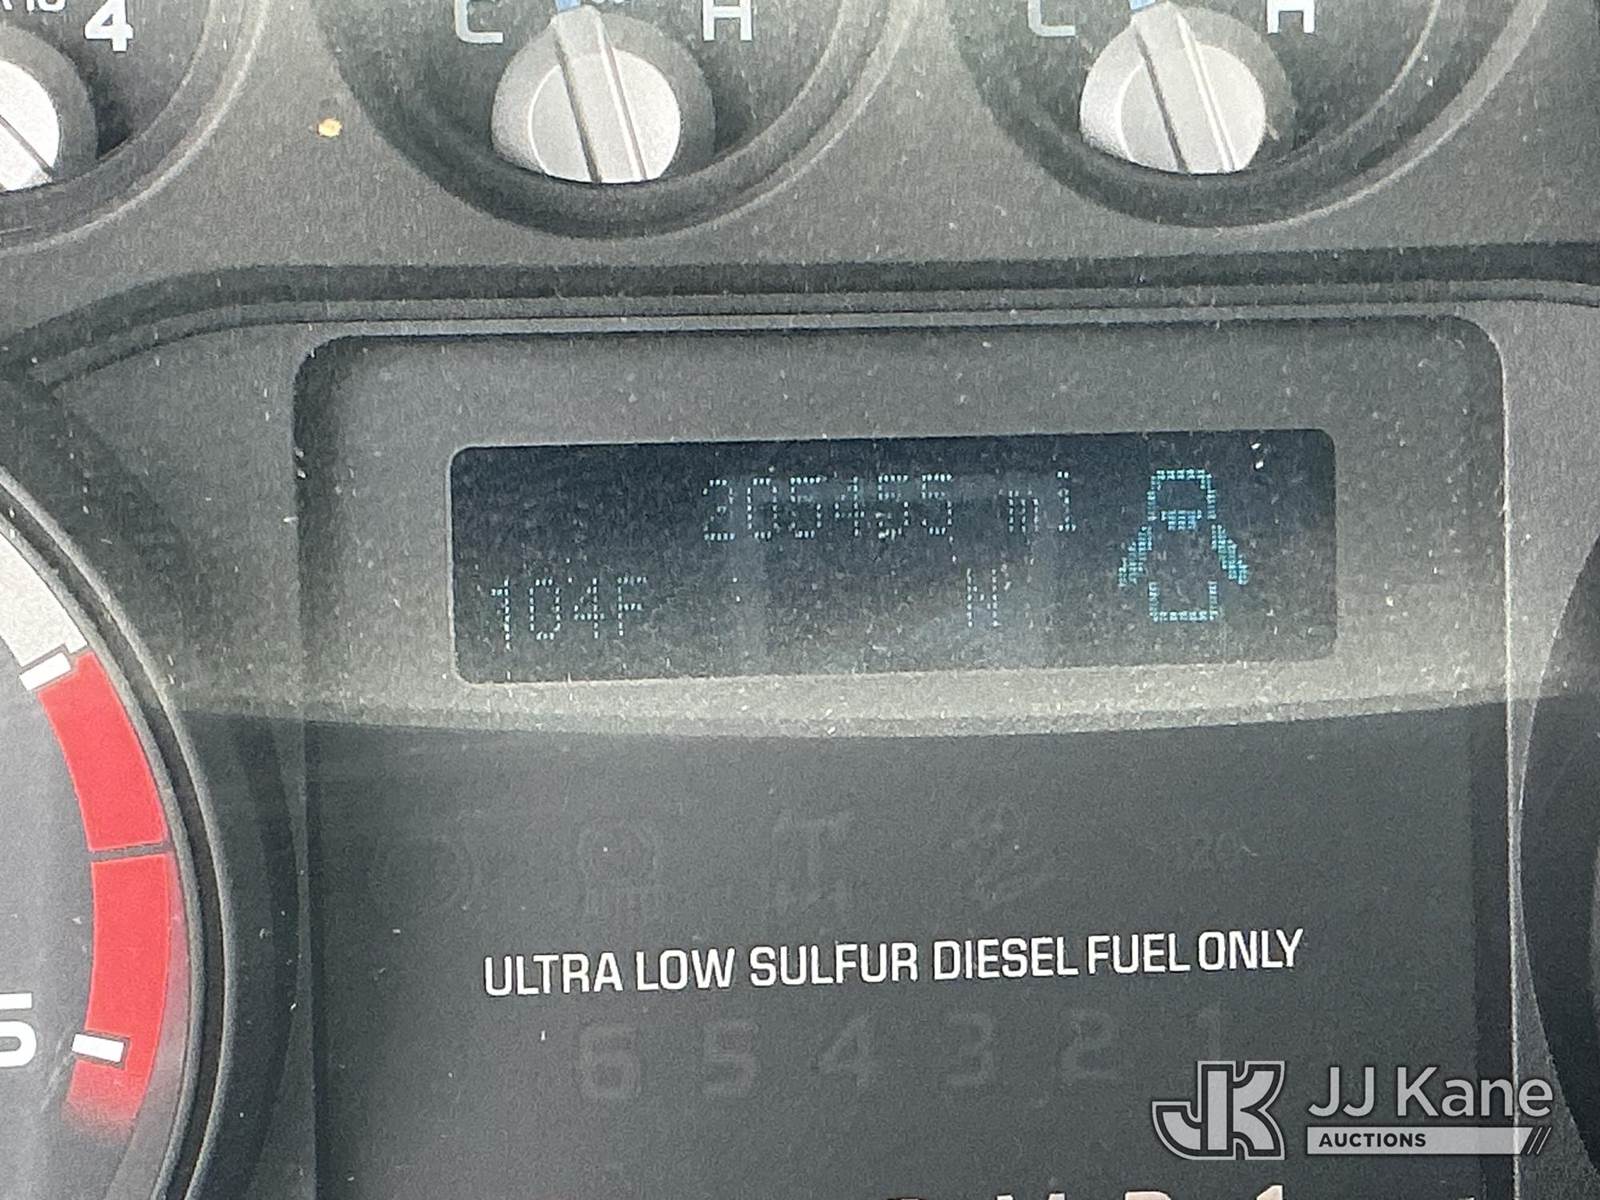 4
C H
C H
205455 mi
104F N
ULTRA LOW SULFUR DIESEL FUEL ONLY
5
6 5 4 3 2 1
JJ Kane
AUCTIONS